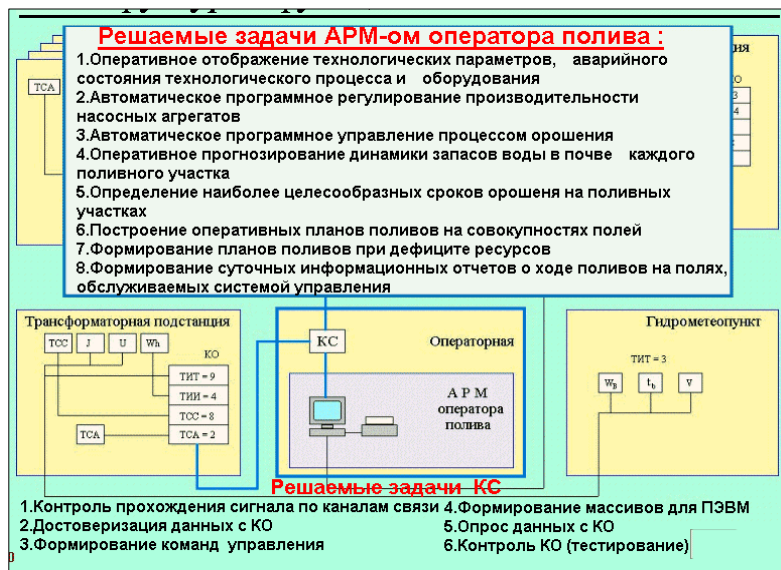 Решаемые задачи АРМ-ом оператора полива :
1.Оперативное отображение технологических параметров, аварийного
состояния технологического процесса и оборудования
2.Автоматическое программное регулирование производительности
насосных агрегатов
3.Автоматическое программное управление процессом орошения
4.Оперативное прогнозирование динамики запасов воды в почве каждого
поливного участка
5.Определение наиболее целесообразных сроков орошеня на поливных
участках
6.Построение оперативных планов поливов на совокупностях полей
7.Формирование планов поливов при дефиците ресурсов
8.Формирование суточных информационных отчетов о ходе поливов на полях,
обслуживаемых системой управления
ТСА
Трансформаторная подстанция
ТСС J U Wh
КО
ТИТ = 9
ТИИ = 4
ТСС = 8
ТСА ТСА = 2
КС Операторная
А Р М
оператора
полива
Гидрометеопункт
ТИТ = 3
WВ tb V
Решаемые задачи КС
1.Контроль прохождения сигнала по каналам связи
2.Достоверизация данных с КО
3.Формирование команд управления
4.Формирование массивов для ПЭВМ
5.Опрос данных с КО
6.Контроль КО (тестирование)